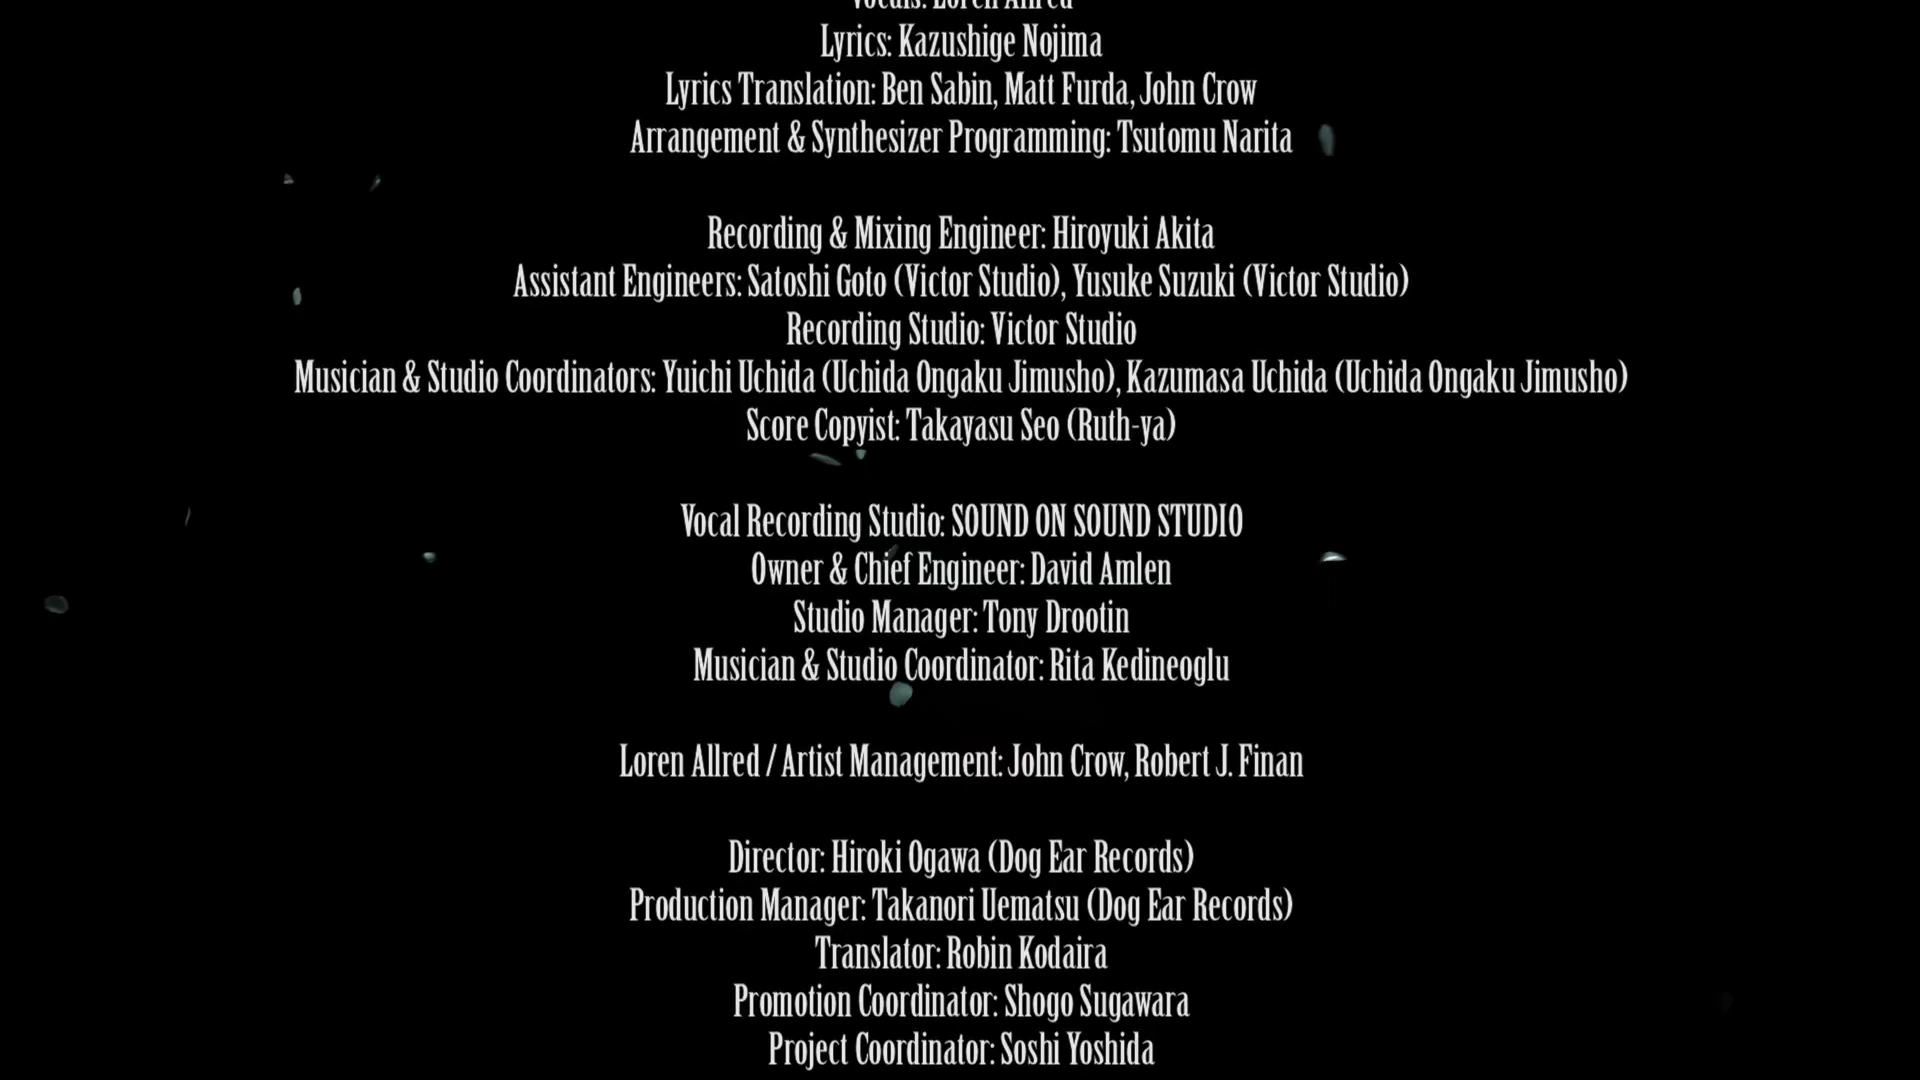 Vocals: Loren Allred
Lyrics: Kazushige Nojima
Lyrics Translation: Ben Sabin, Matt Furda, John Crow
Arrangement & Synthesizer Programming: Tsutomu Narita
Recording & Mixing Engineer: Hiroyuki Akita
Assistant Engineers: Satoshi Goto (Victor Studio), Yusuke Suzuki (Victor Studio)
Recording Studio: Victor Studio
Musician & Studio Coordinators: Yuichi Uchida (Uchida Ongaku Jimusho), Kazumasa Uchida (Uchida Ongaku Jimusho)
Score Copyist: Takayasu Seo (Ruth-ya)
Vocal Recording Studio: SOUND ON SOUND STUDIO
Owner & Chief Engineer: David Amlen
Studio Manager: Tony Drootin
Musician & Studio Coordinator: Rita Kedineoglu
Loren Allred / Artist Management: John Crow, Robert J. Finan
Director: Hiroki Ogawa (Dog Ear Records)
Production Manager: Takanori Uematsu (Dog Ear Records)
Translator: Robin Kodaira
Promotion Coordinator: Shogo Sugawara
Project Coordinator: Soshi Yoshida